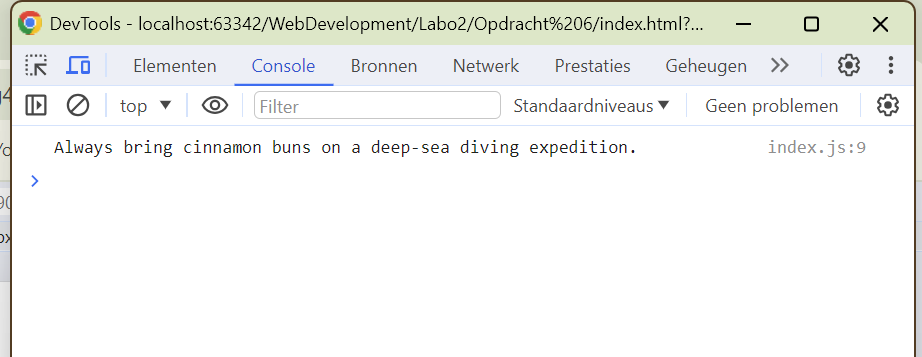 DevTools - localhost:63342/WebDevelopment/Labo2/Opdracht%206/index.html?...
Elementen Console Bronnen Netwerk Prestaties Geheugen
top Filter Standaardniveaus Geen problemen
Always bring cinnamon buns on a deep-sea diving expedition. index.js:9